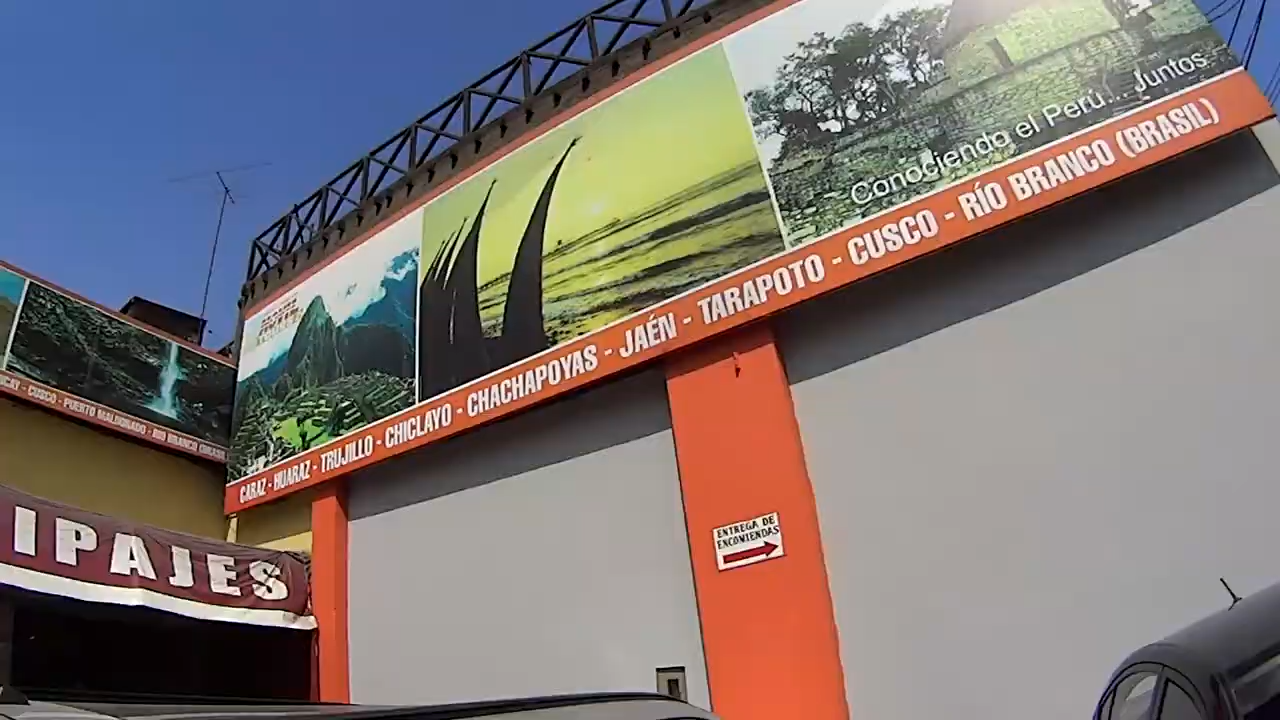 Conociendo el Perú... Juntos.
CARAZ - HUARAZ - TRUJILLO - CHICLAYO - CHACHAPOYAS - JAÉN - TARAPOTO - CUSCO - RÍO BRANCO (BRASIL)
CUSCO - PUERTO MALDONADO - RIO BRANCO
IPAJES
ENTREGA DE
ENCOMIENDAS